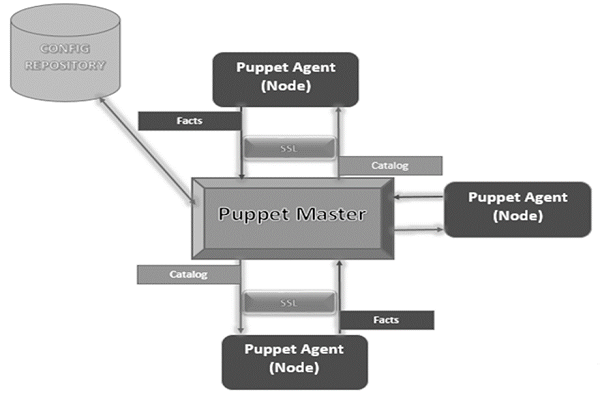 CONFIG
REPOSITORY
Puppet Agent
(Node)
Facts
SSL
Catalog
Puppet Master
Puppet Agent
(Node)
Catalog
SSL
Facts
Puppet Agent
(Node)